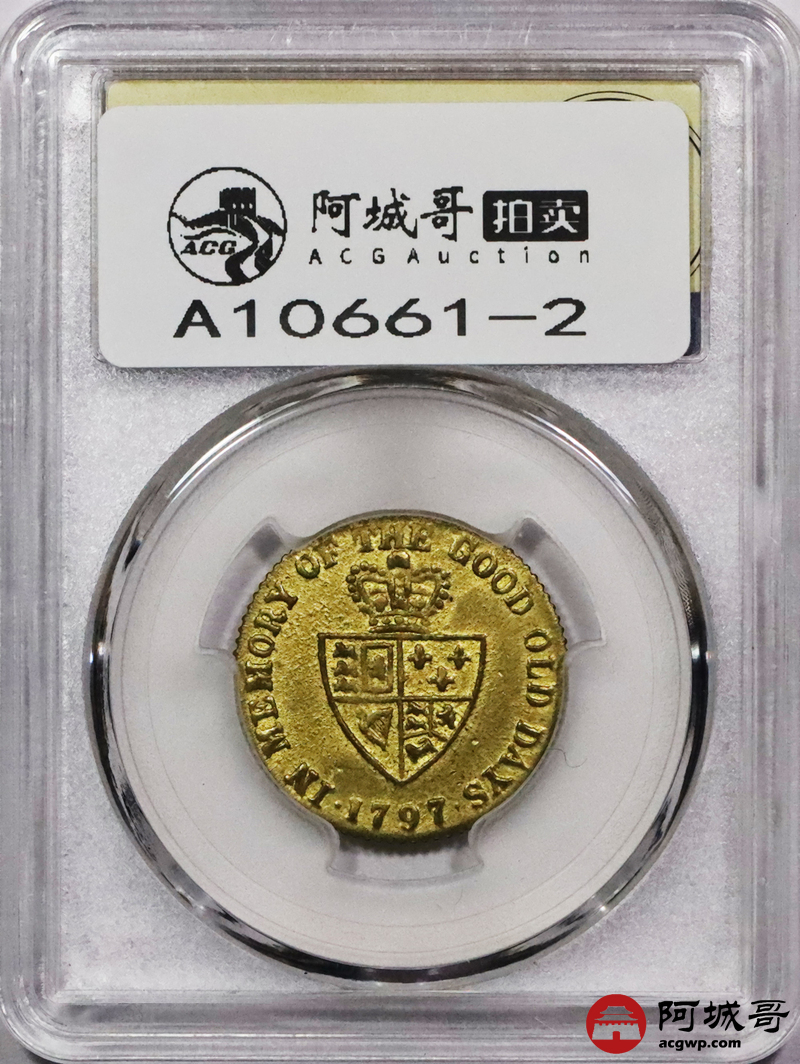 ACG
阿城哥 拍卖
ACGAuction
A10661-2
IN MEMORY OF THE GOOD OLD DAYS
·1797·
阿城哥
acgwp.com